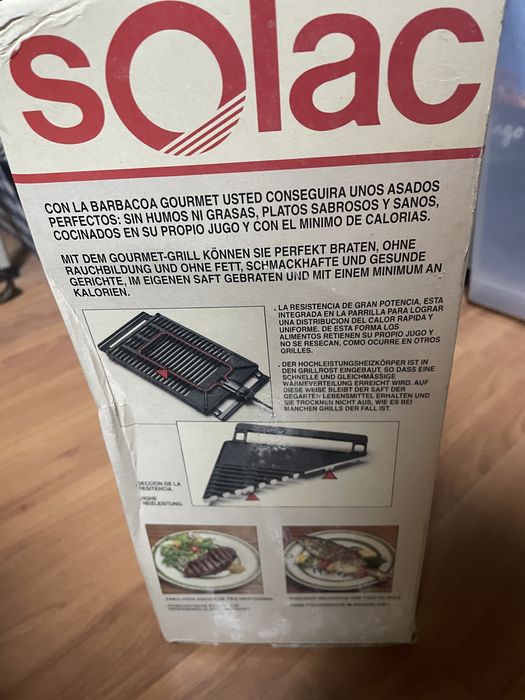 solac
CON LA BARBACOA GOURMET USTED CONSEGUIRA UNOS ASADOS
PERFECTOS: SIN HUMOS NI GRASAS, PLATOS SABROSOS Y SANOS,
COCINADOS EN SU PROPIO JUGO Y CON EL MINIMO DE CALORIAS.
MIT DEM GOURMET-GRILL KÖNNEN SIE PERFEKT BRATEN, OHNE
RAUCHBILDUNG UND OHNE FETT, SCHMACKHAFTE UND GESUNDE
GERICHTE, IM EIGENEN SAFT GEBRATEN UND MIT EINEM MINIMUM AN
KALORIEN.
. LA RESISTENCIA DE GRAN POTENCIA, ESTA
INTEGRADA EN LA PARRILLA PARA LOGRAR
UNA DISTRIBUCION DEL CALOR RAPIDA Y
UNIFORME. DE ESTA FORMA LOS
ALIMENTOS RETIENEN SU PROPIO JUGO Y
NO SE RESECAN, COMO OCURRE EN OTROS
GRILLES.
. DER HOCHLEISTUNGSHEIZKÖRPER IST IN
DEN GRILLROST EINGEBAUT, SO DASS EINE
SCHNELLE UND GLEICHMÄSSIGE
WÄRMEVERTEILUNG ERREICHT WIRD. AUF
DIESE WEISE BLEIBT DER SAFT DER
GEGARTEN LEBENSMITTEL ERHALTEN UND
SIE TROCKNEN NICHT AUS, WIE ES BEI
MANCHEN GRILLS DER FALL IST.
SECCION DE LA
RESITENCIA.
HOHE
HEIZLEISTUNG.